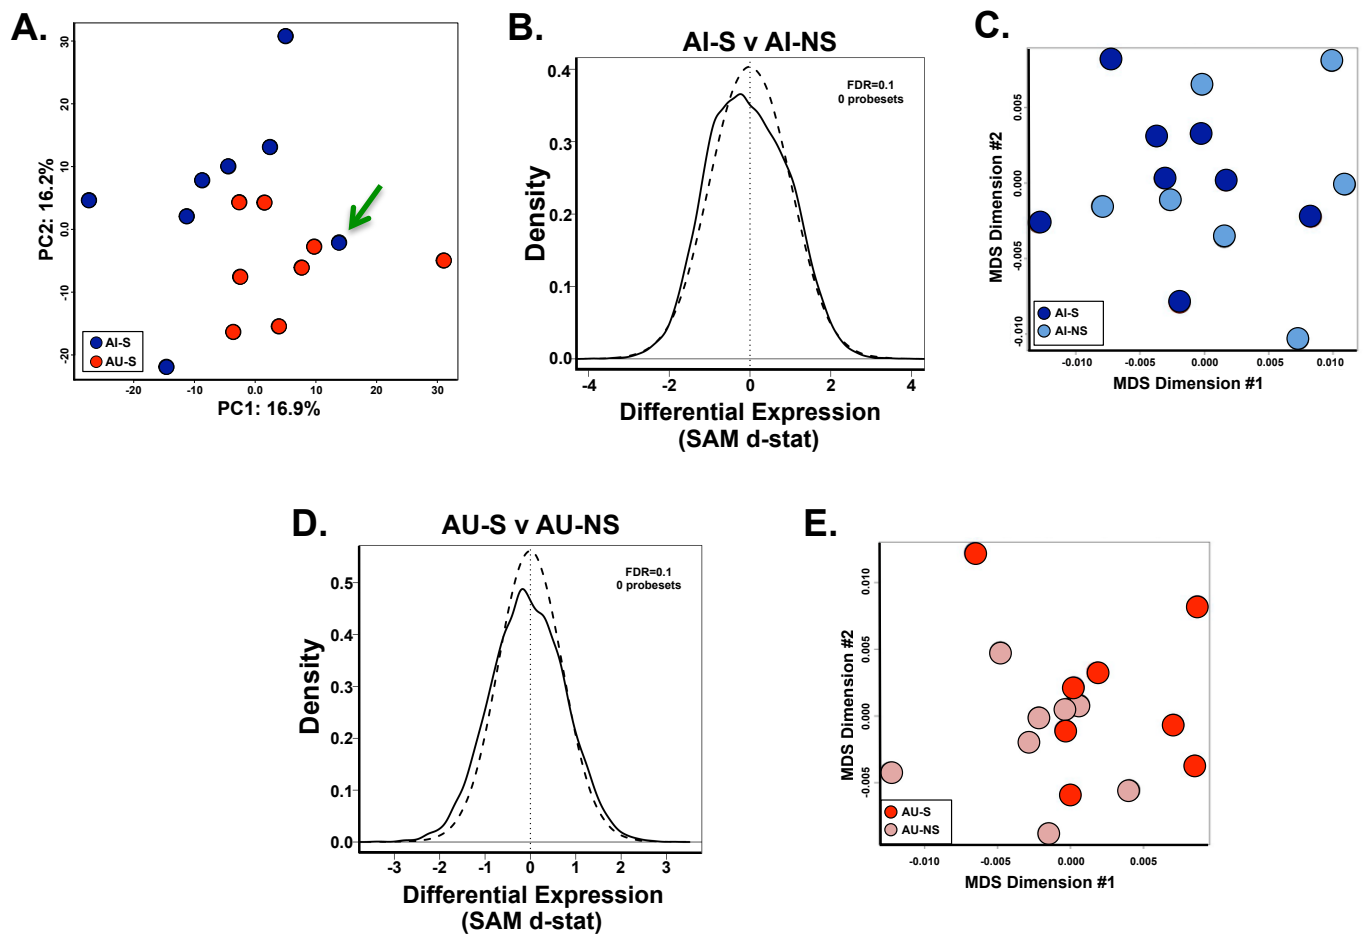 A.
PC2: 16.2%
30
20
10
0.0
-10
-20
AI-S
AU-S
-20
-10
0.0
10
20
30
PC1: 16.9%
B.
AI-S v AI-NS
Density
0.4
0.3
0.2
0.1
0.0
FDR=0.1
0 probesets
-4
-2
0
2
4
Differential Expression
(SAM d-stat)
C.
MDS Dimension #2
0.005
0.000
-0.005
-0.010
AI-S
AI-NS
-0.010
-0.005
0.000
0.005
0.010
MDS Dimension #1
D.
AU-S v AU-NS
Density
0.5
0.4
0.3
0.2
0.1
0.0
FDR=0.1
0 probesets
-3
-2
-1
0
1
2
3
Differential Expression
(SAM d-stat)
E.
MDS Dimension #2
0.010
0.005
0.000
-0.005
AU-S
AU-NS
-0.010
-0.005
0.000
0.005
MDS Dimension #1